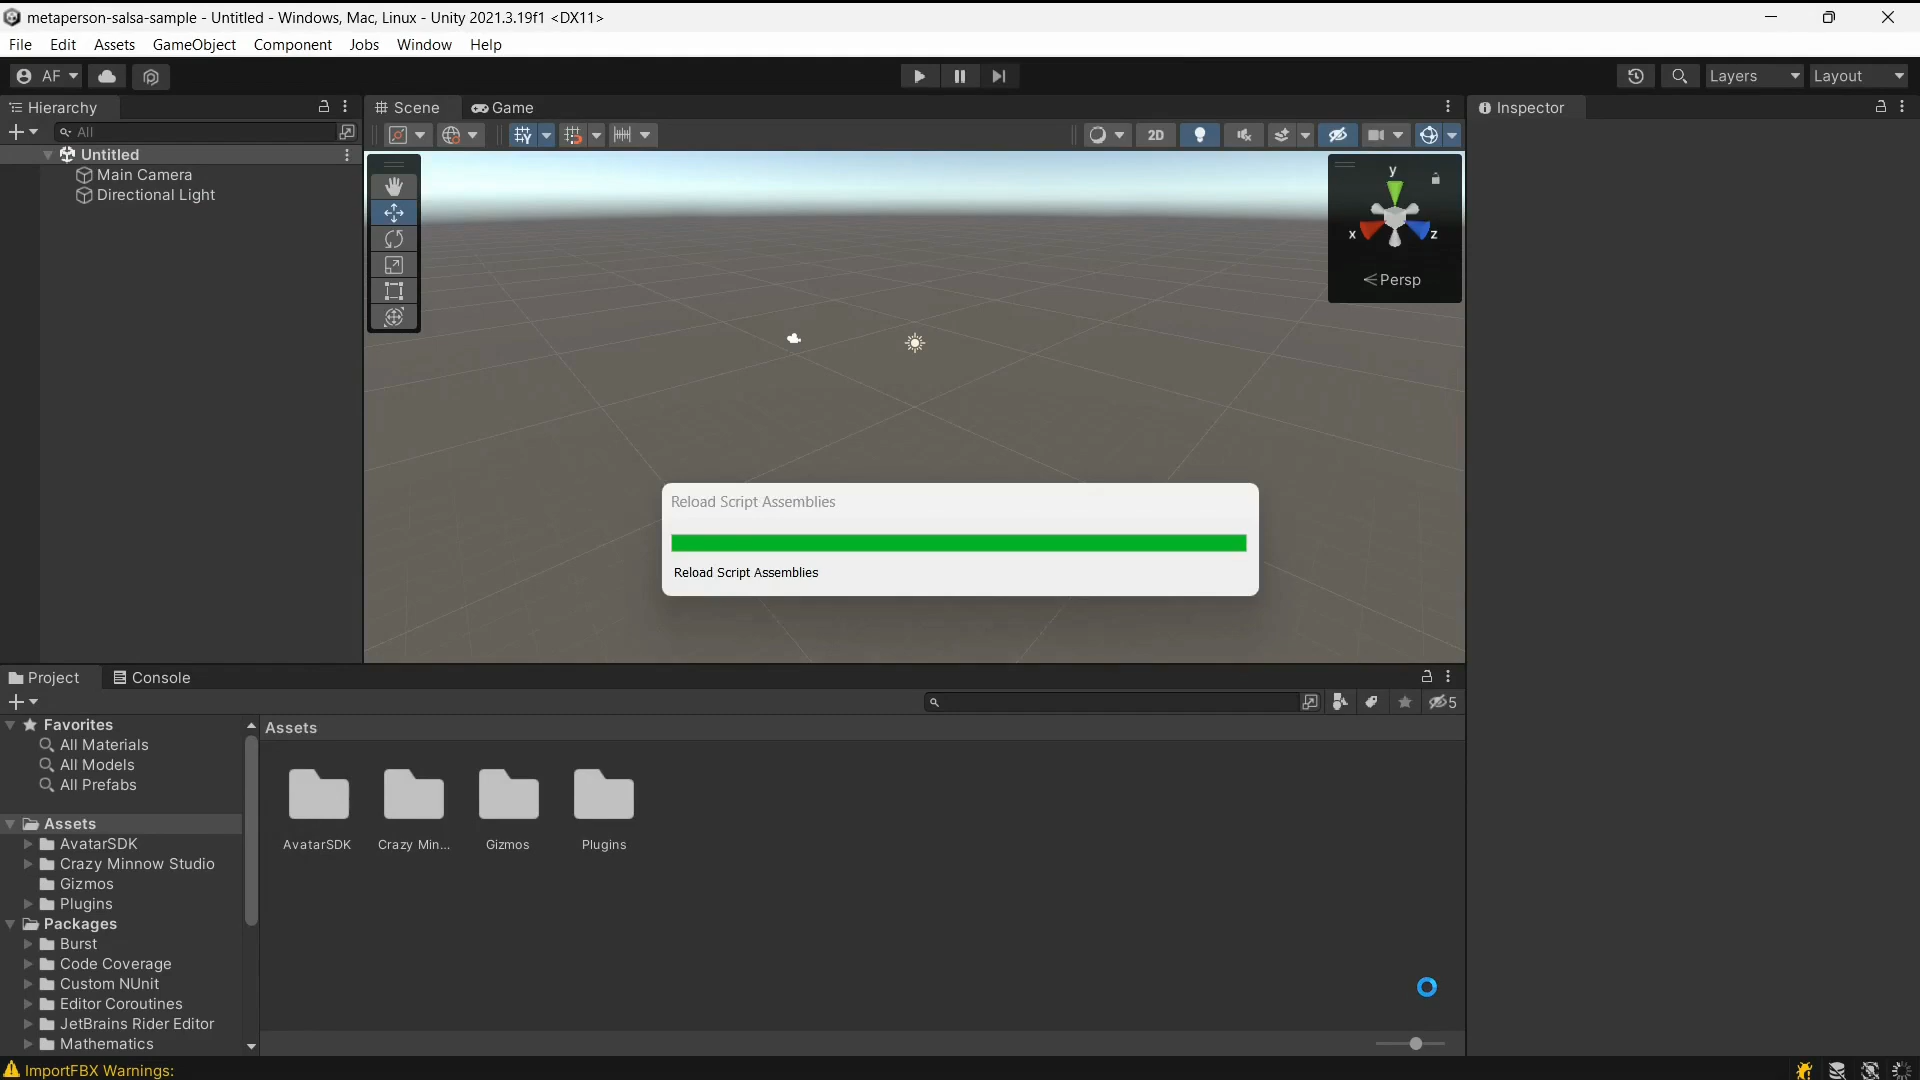 metaperson-salsa-sample - Untitled - Windows, Mac, Linux - Unity 2021.3.19f1 <DX11>
File Edit Assets GameObject Component Jobs Window Help
AF
Layers Layout
Hierarchy
All
Untitled
Main Camera
Directional Light
Scene Game
2D
y
x
z
Persp
Inspector
Reload Script Assemblies
Reload Script Assemblies
Project Console
5
Favorites
All Materials
All Models
All Prefabs
Assets
AvatarSDK
Crazy Minnow Studio
Gizmos
Plugins
Packages
Burst
Code Coverage
Custom NUnit
Editor Coroutines
JetBrains Rider Editor
Mathematics
Assets
AvatarSDK Crazy Min... Gizmos Plugins
ImportFBX Warnings: